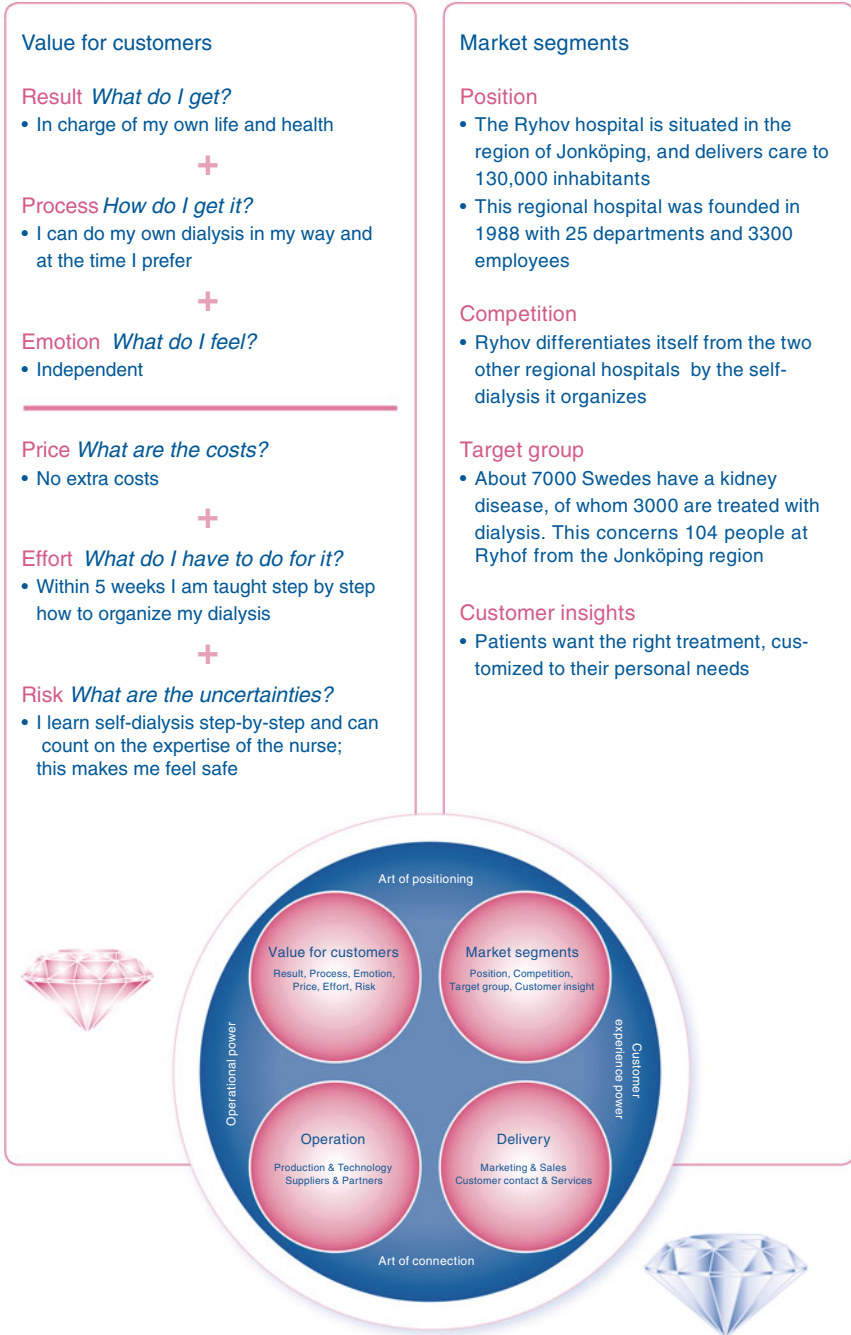 Value for customers
Result What do I get?
• In charge of my own life and health
+
Process How do I get it?
• I can do my own dialysis in my way and
at the time I prefer
+
Emotion What do I feel?
• Independent
Price What are the costs?
• No extra costs
+
Effort What do I have to do for it?
• Within 5 weeks I am taught step by step
how to organize my dialysis
+
Risk What are the uncertainties?
• I learn self-dialysis step-by-step and can
count on the expertise of the nurse;
this makes me feel safe
Market segments
Position
• The Ryhov hospital is situated in the
region of Jonköping, and delivers care to
130,000 inhabitants
• This regional hospital was founded in
1988 with 25 departments and 3300
employees
Competition
• Ryhov differentiates itself from the two
other regional hospitals by the self-
dialysis it organizes
Target group
• About 7000 Swedes have a kidney
disease, of whom 3000 are treated with
dialysis. This concerns 104 people at
Ryhof from the Jonköping region
Customer insights
• Patients want the right treatment, cus-
tomized to their personal needs
Art of positioning
Value for customers
Result, Process, Emotion,
Price, Effort, Risk
Market segments
Position, Competition,
Target group, Customer insight
Operational power
Customer
experience power
Operation
Production & Technology
Suppliers & Partners
Delivery
Marketing & Sales
Customer contact & Services
Art of connection